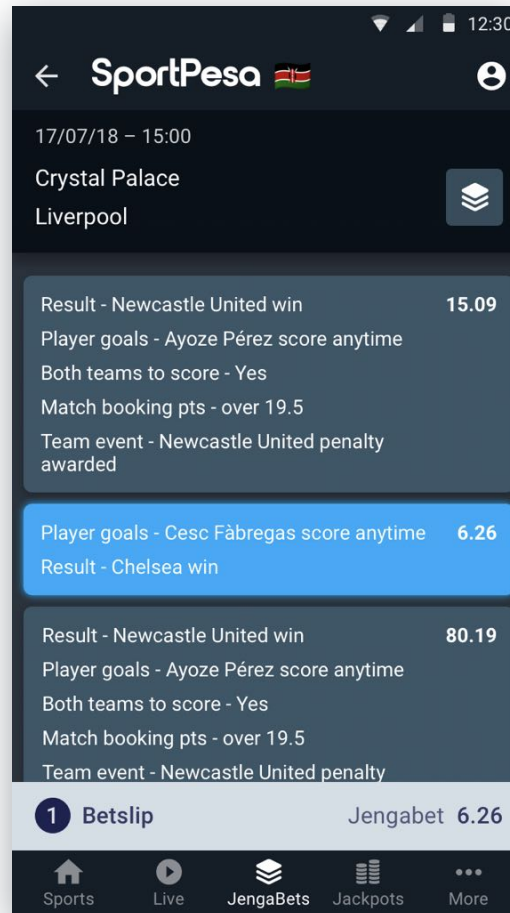 12:30
SportPesa
17/07/18 – 15:00
Crystal Palace
Liverpool
Result - Newcastle United win 15.09
Player goals - Ayoze Pérez score anytime
Both teams to score - Yes
Match booking pts - over 19.5
Team event - Newcastle United penalty
awarded
Player goals - Cesc Fàbregas score anytime 6.26
Result - Chelsea win
Result - Newcastle United win 80.19
Player goals - Ayoze Pérez score anytime
Both teams to score - Yes
Match booking pts - over 19.5
Team event - Newcastle United penalty
1 Betslip Jengabet 6.26
Sports Live JengaBets Jackpots More